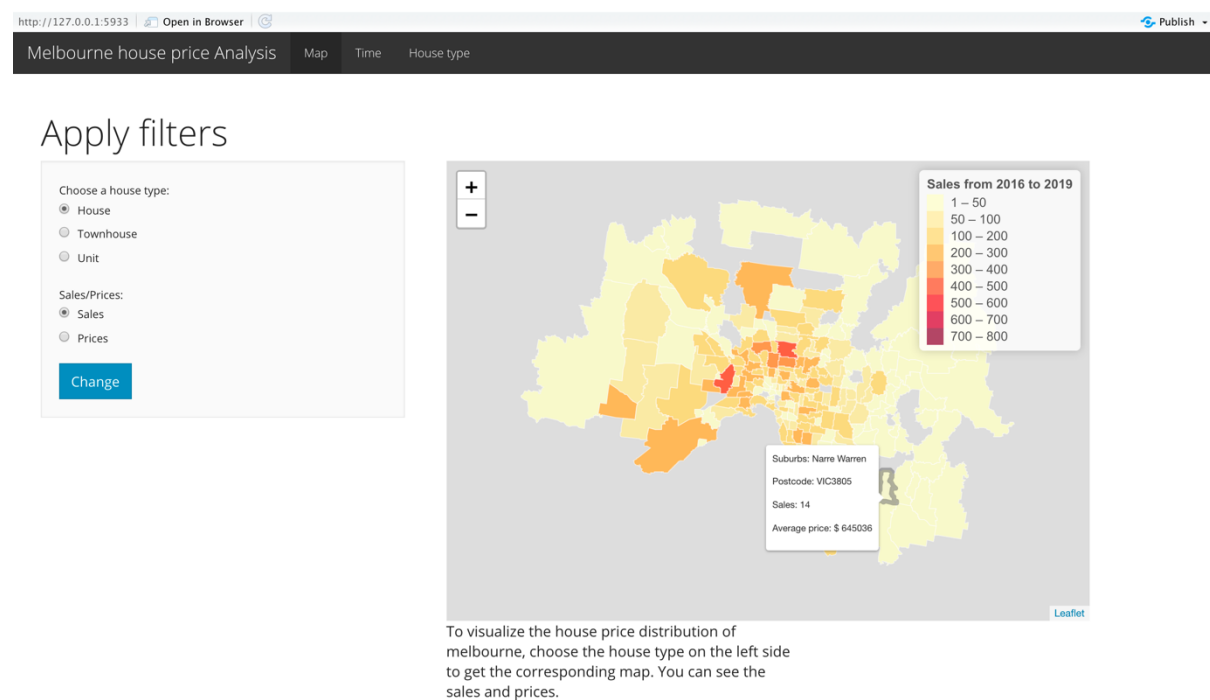 http://127.0.0.1:5933
Open in Browser
Publish
Melbourne house price Analysis
Map
Time
House type
Apply filters
Choose a house type:
House
Townhouse
Unit
Sales/Prices:
Sales
Prices
Change
+
−
Sales from 2016 to 2019
1 – 50
50 – 100
100 – 200
200 – 300
300 – 400
400 – 500
500 – 600
600 – 700
700 – 800
Suburbs: Narre Warren
Postcode: VIC3805
Sales: 14
Average price: $ 645036
Leaflet
To visualize the house price distribution of
melbourne, choose the house type on the left side
to get the corresponding map. You can see the
sales and prices.